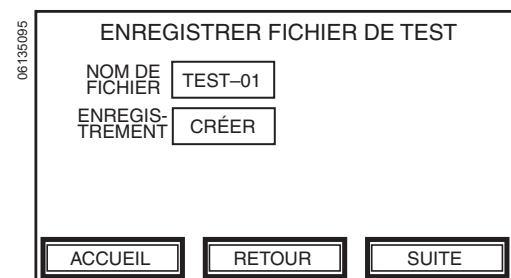 06135095
ENREGISTRER FICHIER DE TEST
NOM DE
FICHIER
TEST–01
ENREGIS-
TREMENT
CRÉER
ACCUEIL
RETOUR
SUITE